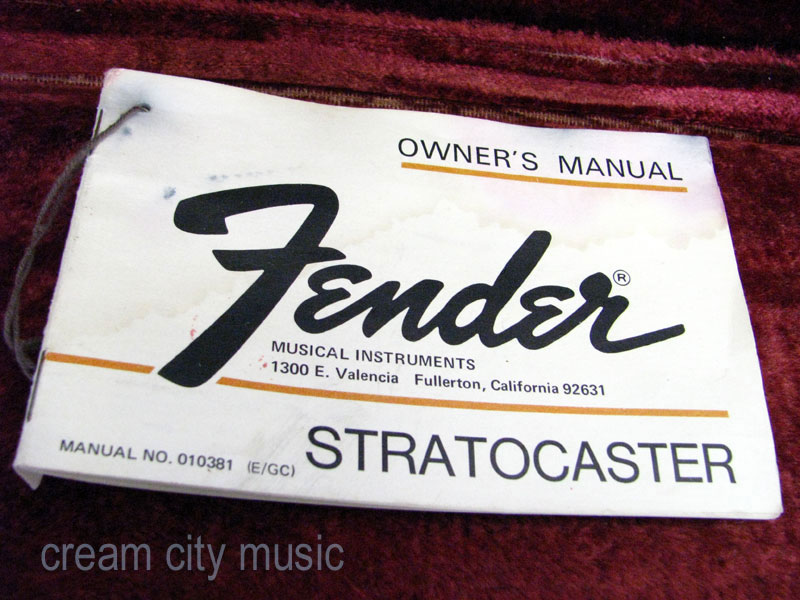 OWNER'S MANUAL
Fender®
MUSICAL INSTRUMENTS
1300 E. Valencia Fullerton, California 92631
MANUAL NO. 010381 (E/GC)
STRATOCASTER
cream city music